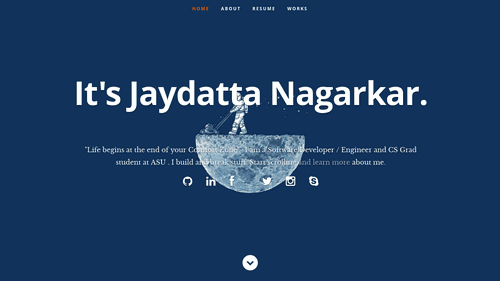 HOME ABOUT RESUME WORKS
It's Jaydatta Nagarkar.
"Life begins at the end of your Comfort Zone". I am a Software Developer / Engineer and CS Grad
student at ASU . I build and break stuff. Start scrolling and learn more about me.